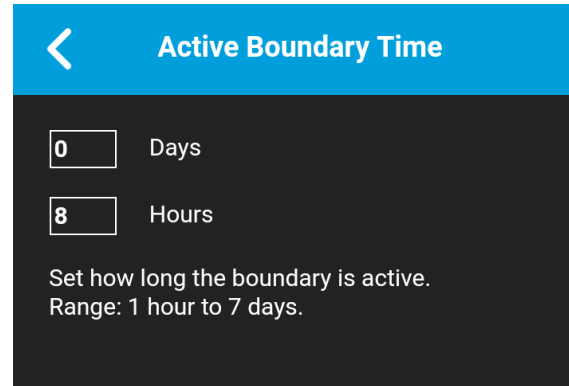 Active Boundary Time
0 Days
8 Hours
Set how long the boundary is active.
Range: 1 hour to 7 days.